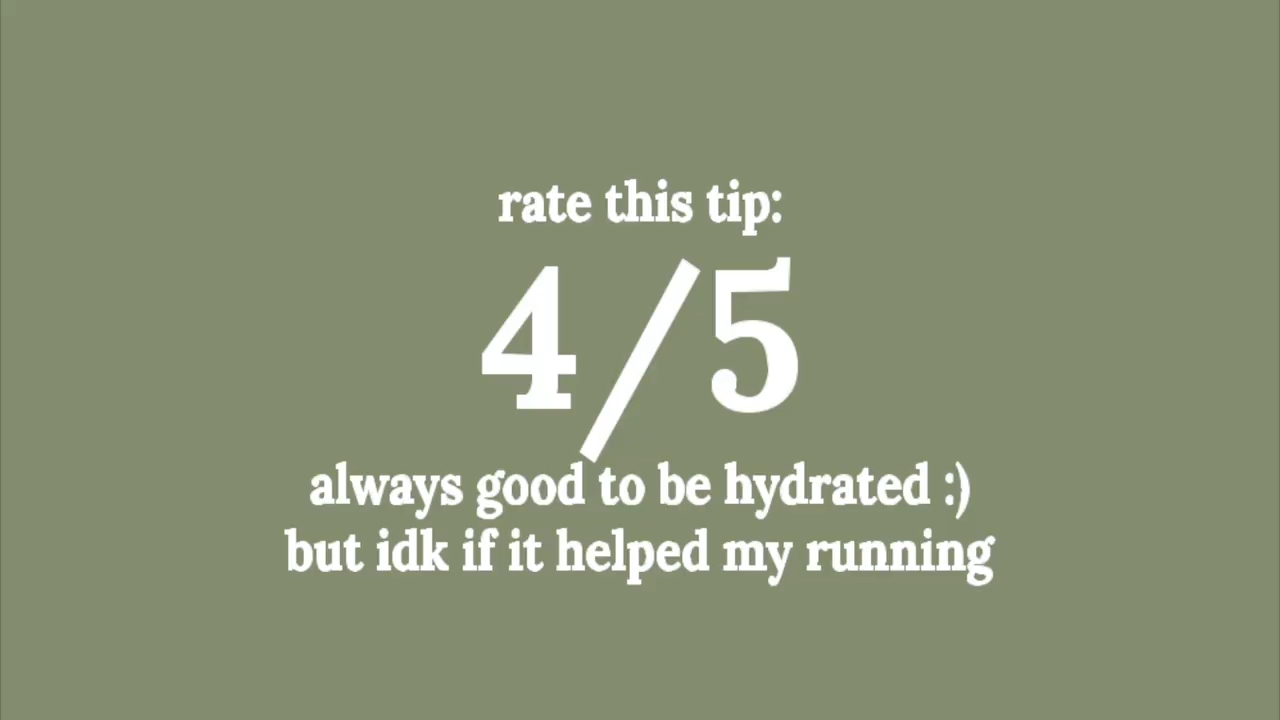 rate this tip:
4/5
always good to be hydrated :)
but idk if it helped my running